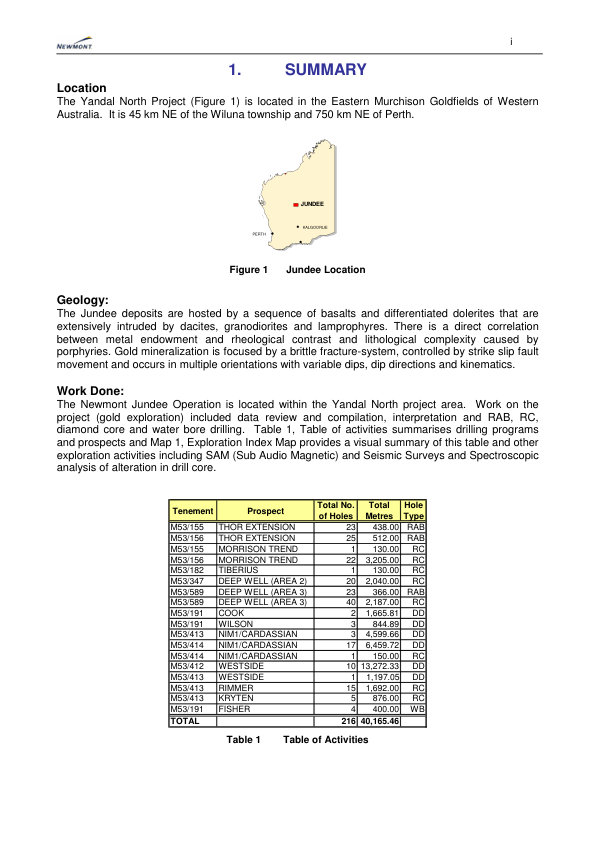 NEWMONT
i
1. SUMMARY
Location
The Yandal North Project (Figure 1) is located in the Eastern Murchison Goldfields of Western
Australia. It is 45 km NE of the Wiluna township and 750 km NE of Perth.
JUNDEE
KALGOORLIE
PERTH
Figure 1 Jundee Location
Geology:
The Jundee deposits are hosted by a sequence of basalts and differentiated dolerites that are
extensively intruded by dacites, granodiorites and lamprophyres. There is a direct correlation
between metal endowment and rheological contrast and lithological complexity caused by
porphyries. Gold mineralization is focused by a brittle fracture-system, controlled by strike slip fault
movement and occurs in multiple orientations with variable dips, dip directions and kinematics.
Work Done:
The Newmont Jundee Operation is located within the Yandal North project area. Work on the
project (gold exploration) included data review and compilation, interpretation and RAB, RC,
diamond core and water bore drilling. Table 1, Table of activities summarises drilling programs
and prospects and Map 1, Exploration Index Map provides a visual summary of this table and other
exploration activities including SAM (Sub Audio Magnetic) and Seismic Surveys and Spectroscopic
analysis of alteration in drill core.
Tenement Prospect Total No. of Holes Total Metres Hole Type
M53/155 THOR EXTENSION 23 438.00 RAB
M53/156 THOR EXTENSION 25 512.00 RAB
M53/155 MORRISON TREND 1 130.00 RC
M53/156 MORRISON TREND 22 3,205.00 RC
M53/182 TIBERIUS 1 130.00 RC
M53/347 DEEP WELL (AREA 2) 20 2,040.00 RC
M53/589 DEEP WELL (AREA 3) 23 366.00 RAB
M53/589 DEEP WELL (AREA 3) 40 2,187.00 RC
M53/191 COOK 2 1,665.81 DD
M53/191 WILSON 3 844.89 DD
M53/413 NIM1/CARDASSIAN 3 4,599.66 DD
M53/414 NIM1/CARDASSIAN 17 6,459.72 DD
M53/414 NIM1/CARDASSIAN 1 150.00 RC
M53/412 WESTSIDE 10 13,272.33 DD
M53/413 WESTSIDE 1 1,197.05 DD
M53/413 RIMMER 15 1,692.00 RC
M53/413 KRYTEN 5 876.00 RC
M53/191 FISHER 4 400.00 WB
TOTAL 216 40,165.46
Table 1 Table of Activities